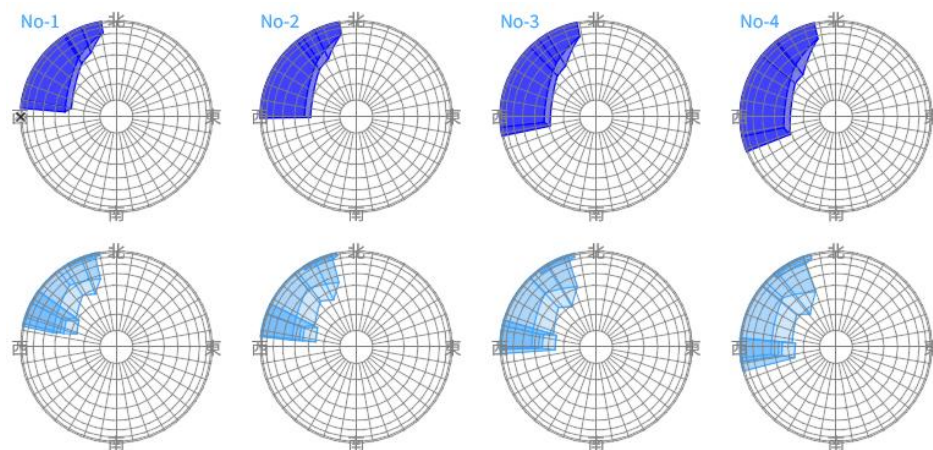 No-1 北 No-2 北 No-3 北 No-4 北
西 東 西 東 西 東 西 東
南 南 南 南
北 北 北 北
西 東 西 東 西 東 西 東
南 南 南 南